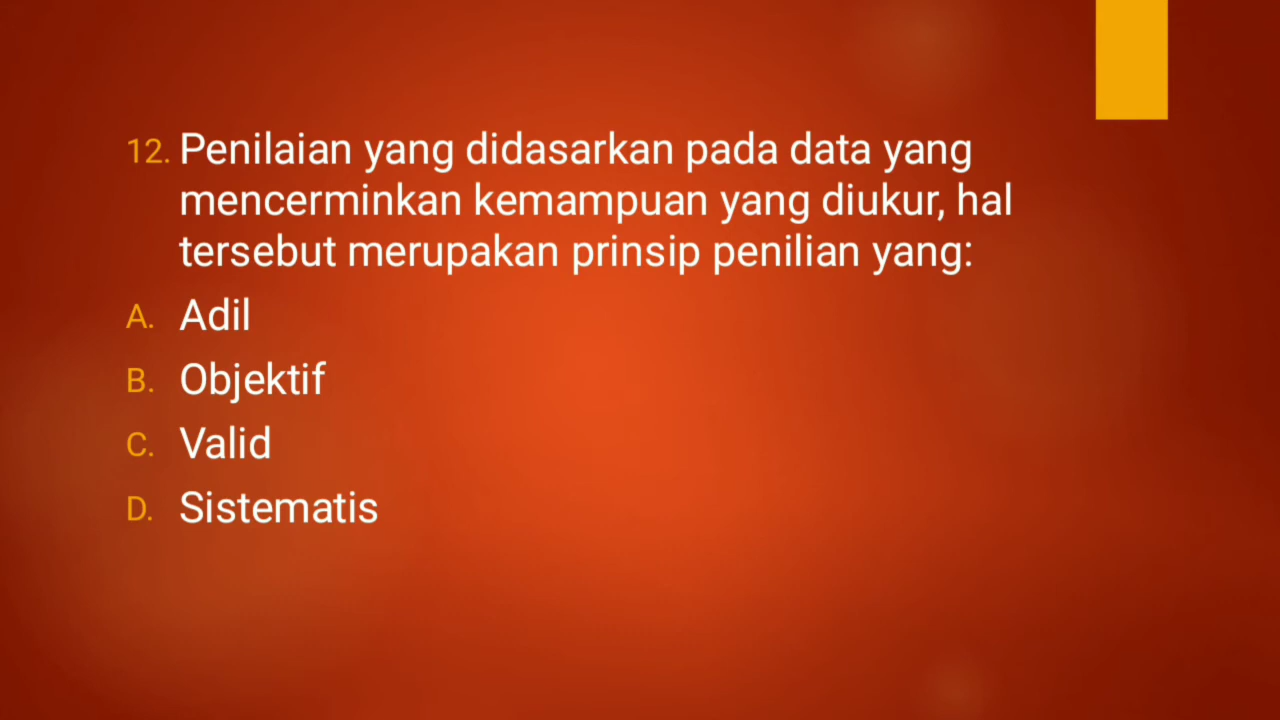 12. Penilaian yang didasarkan pada data yang
mencerminkan kemampuan yang diukur, hal
tersebut merupakan prinsip penilian yang:
A. Adil
B. Objektif
C. Valid
D. Sistematis